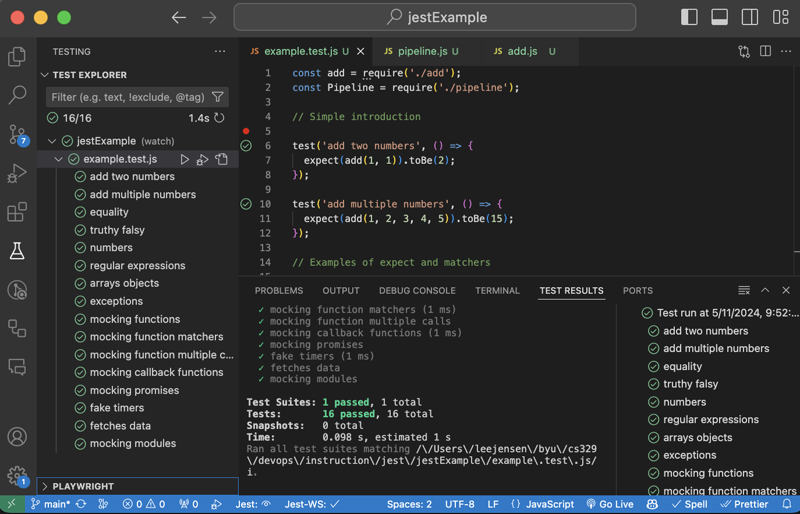 jestExample
TESTING
TEST EXPLORER
Filter (e.g. text, !exclude, @tag)
16/16
1.4s
jestExample (watch)
example.test.js
add two numbers
add multiple numbers
equality
truthy falsy
numbers
regular expressions
arrays objects
exceptions
mocking functions
mocking function matchers
mocking function multiple c...
mocking callback functions
mocking promises
fake timers
fetches data
mocking modules
PLAYWRIGHT
7
1
JS example.test.js U
JS pipeline.js U
JS add.js U
1 const add = require('./add');
2 const Pipeline = require('./pipeline');
3
4 // Simple introduction
5
6 test('add two numbers', () => {
7 expect(add(1, 1)).toBe(2);
8 });
9
10 test('add multiple numbers', () => {
11 expect(add(1, 2, 3, 4, 5)).toBe(15);
12 });
13
14 // Examples of expect and matchers
PROBLEMS OUTPUT DEBUG CONSOLE TERMINAL TEST RESULTS PORTS
✓ mocking function matchers (1 ms)
✓ mocking function multiple calls
✓ mocking callback functions (1 ms)
✓ mocking promises
✓ fake timers (1 ms)
✓ fetches data
✓ mocking modules
Test Suites: 1 passed, 1 total
Tests: 16 passed, 16 total
Snapshots: 0 total
Time: 0.098 s, estimated 1 s
Ran all test suites matching /\/Users\/leejensen\/byu\/cs329
\/devops\/instruction\/jest\/jestExample\/example\.test\.js/
i.
Test run at 5/11/2024, 9:52:...
add two numbers
add multiple numbers
equality
truthy falsy
numbers
regular expressions
arrays objects
exceptions
mocking functions
mocking function matchers
main* 0 0 0 Jest: Jest-WS: ✓ Spaces: 2 UTF-8 LF {} JavaScript Go Live Spell Prettier